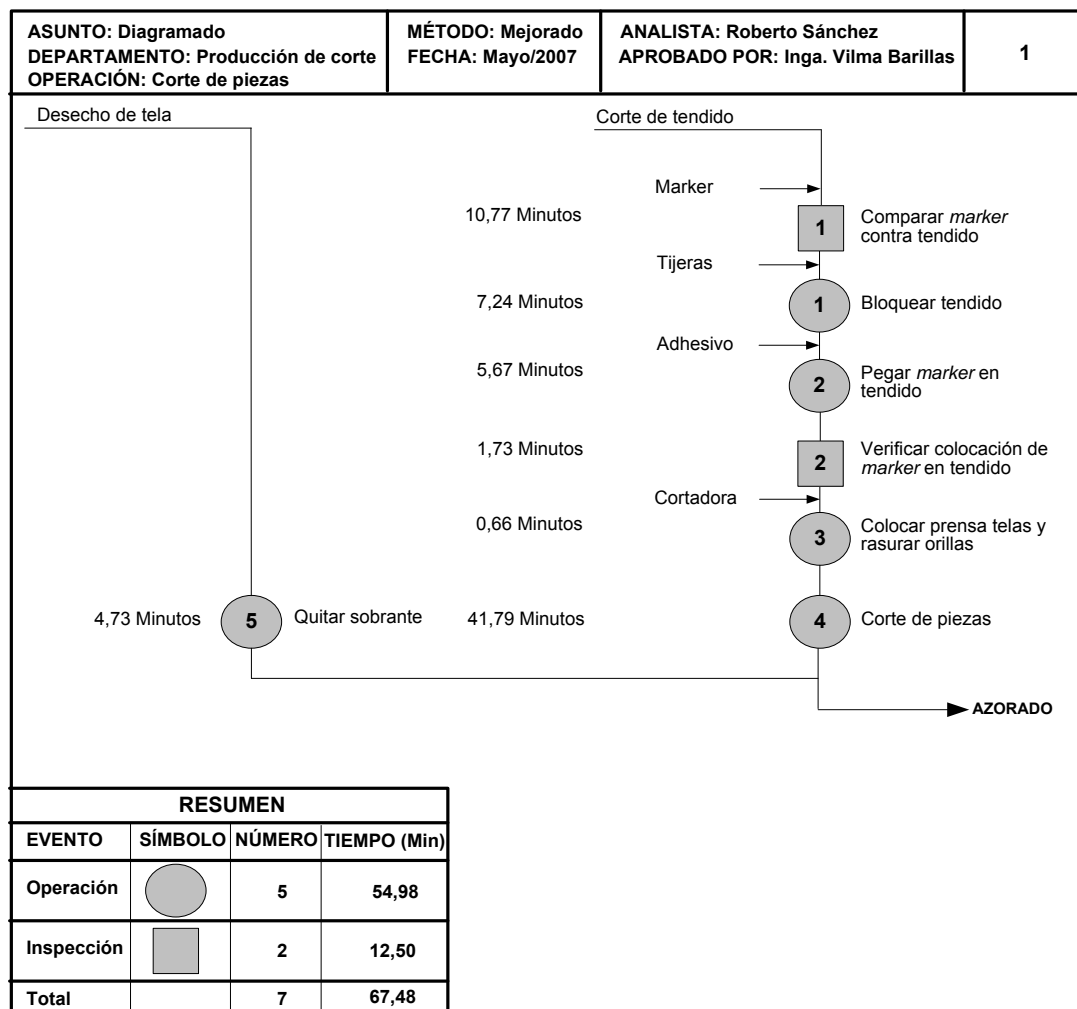 ASUNTO: Diagramado
DEPARTAMENTO: Producción de corte
OPERACIÓN: Corte de piezas
MÉTODO: Mejorado
FECHA: Mayo/2007
ANALISTA: Roberto Sánchez
APROBADO POR: Inga. Vilma Barillas
1
Desecho de tela
Corte de tendido
Marker
10,77 Minutos
1
Comparar marker
contra tendido
Tijeras
7,24 Minutos
1
Bloquear tendido
Adhesivo
5,67 Minutos
2
Pegar marker en
tendido
1,73 Minutos
2
Verificar colocación de
marker en tendido
Cortadora
0,66 Minutos
3
Colocar prensa telas y
rasurar orillas
4,73 Minutos
5
Quitar sobrante
41,79 Minutos
4
Corte de piezas
AZORADO
RESUMEN
EVENTO SÍMBOLO NÚMERO TIEMPO (Min)
Operación 5 54,98
Inspección 2 12,50
Total 7 67,48